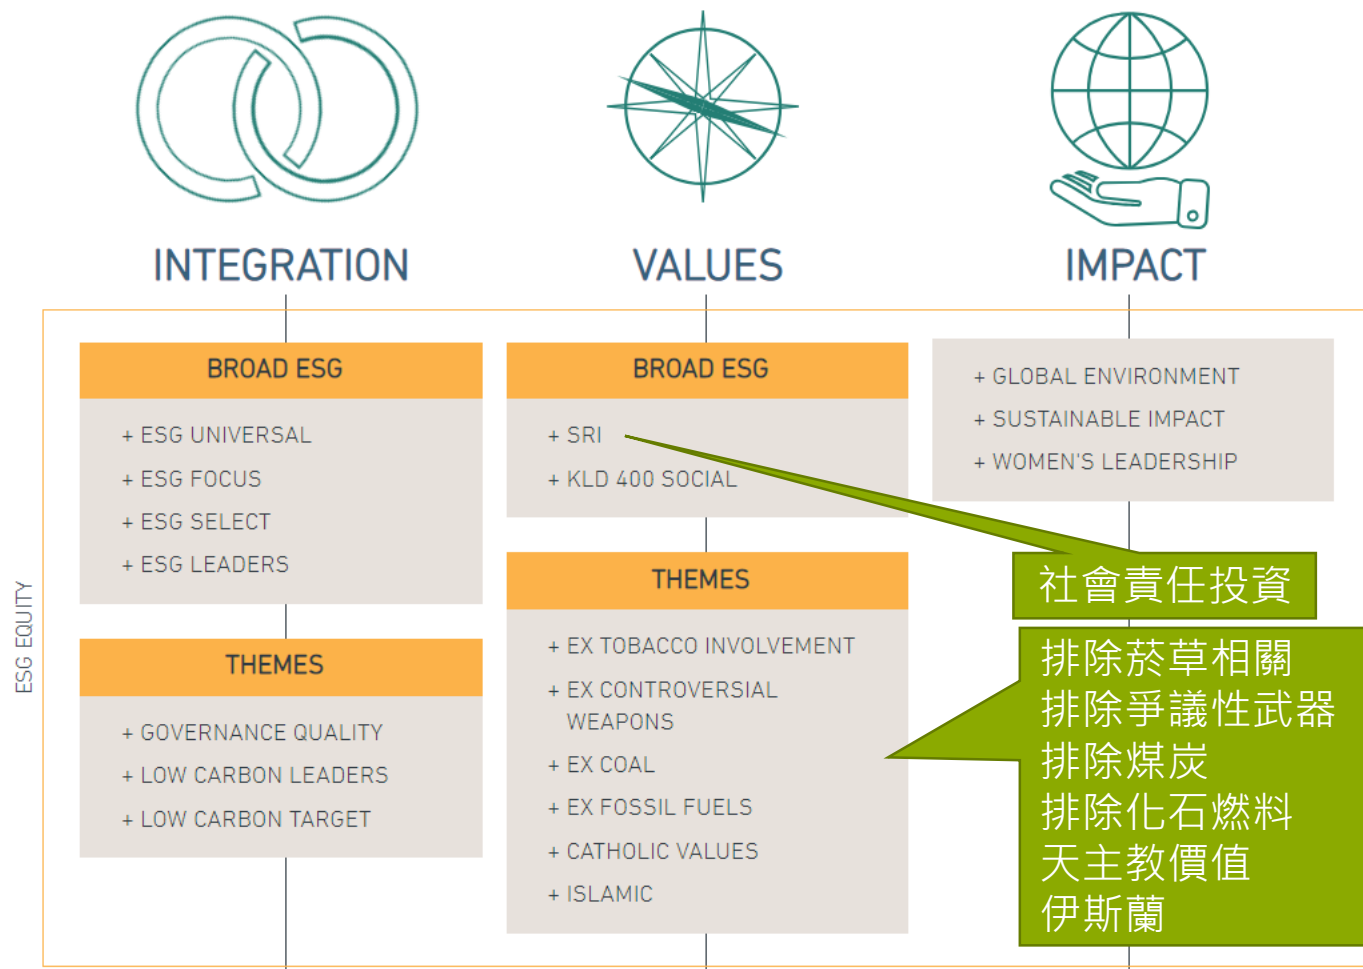 INTEGRATION
BROAD ESG
+ ESG UNIVERSAL
+ ESG FOCUS
+ ESG SELECT
+ ESG LEADERS
THEMES
+ GOVERNANCE QUALITY
+ LOW CARBON LEADERS
+ LOW CARBON TARGET
VALUES
BROAD ESG
+ SRI
+ KLD 400 SOCIAL
THEMES
+ EX TOBACCO INVOLVEMENT
+ EX CONTROVERSIAL
WEAPONS
+ EX COAL
+ EX FOSSIL FUELS
+ CATHOLIC VALUES
+ ISLAMIC
IMPACT
+ GLOBAL ENVIRONMENT
+ SUSTAINABLE IMPACT
+ WOMEN'S LEADERSHIP
社會責任投資
排除菸草相關
排除爭議性武器
排除煤炭
排除化石燃料
天主教價值
伊斯蘭
ESG EQUITY